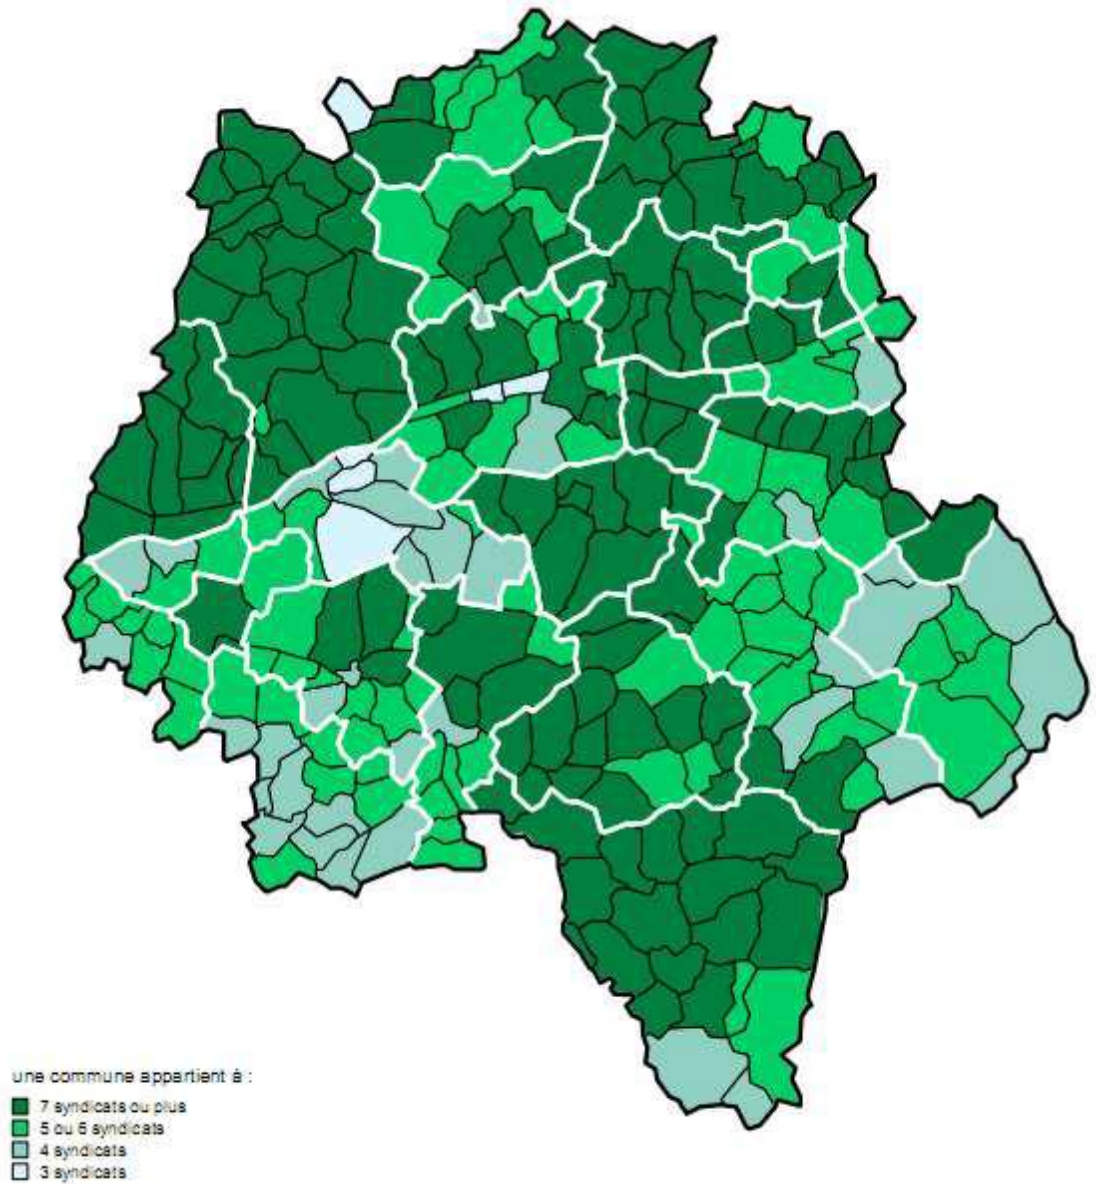 une commune appartient à :
7 syndicats ou plus
5 ou 6 syndicats
4 syndicats
3 syndicats